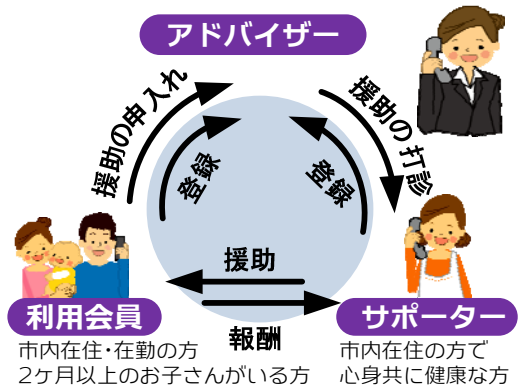 アドバイザー
援助の申入れ
援助の打診
登録
登録
援助
報酬
利用会員
市内在住・在勤の方
2ヶ月以上のお子さんがいる方
サポーター
市内在住の方で
心身共に健康な方